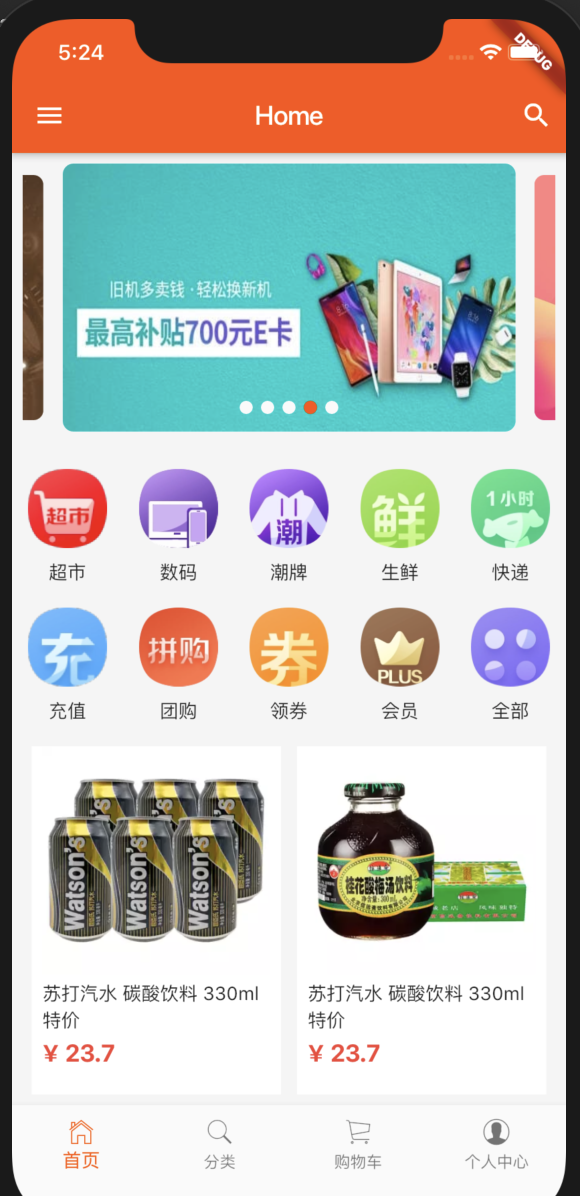 5:24
DEBUG
Home
旧机多卖钱·轻松换新机
最高补贴700元E卡
超市
潮
鲜
1小时
超市
数码
潮牌
生鲜
快递
充
拼购
券
PLUS
充值
团购
领券
会员
全部
Watson's
Watson's
Watson's
桂花酸梅汤饮料
净含量:300ml
苏打汽水 碳酸饮料 330ml
特价
¥ 23.7
苏打汽水 碳酸饮料 330ml
特价
¥ 23.7
首页
分类
购物车
个人中心